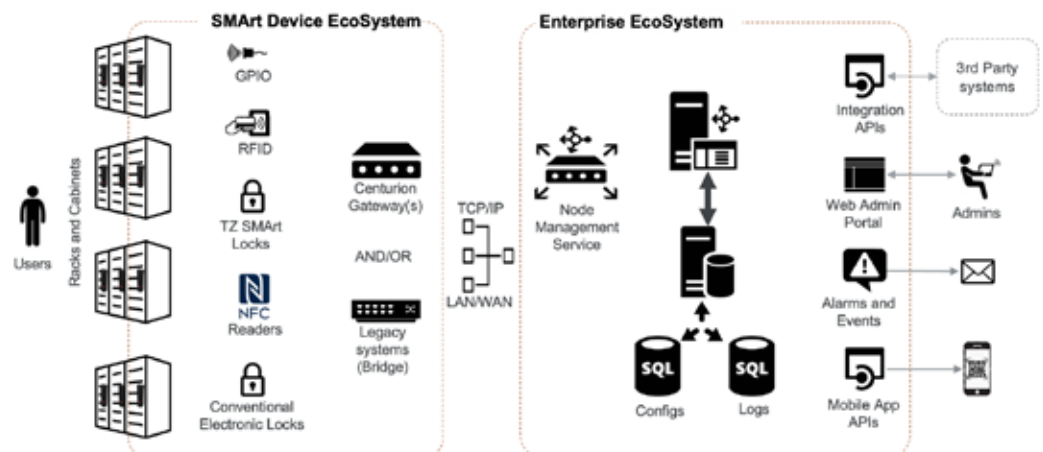 SMArt Device EcoSystem
Enterprise EcoSystem
Users
Racks and Cabinets
GPIO
RFID
TZ SMArt
Locks
NFC
Readers
Conventional
Electronic Locks
Centurion
Gateway(s)
AND/OR
Legacy
systems
(Bridge)
TCP/IP
LAN/WAN
Node
Management
Service
SQL
Configs
SQL
Logs
Integration
APIs
3rd Party
systems
Web Admin
Portal
Admins
Alarms and
Events
Mobile App
APIs